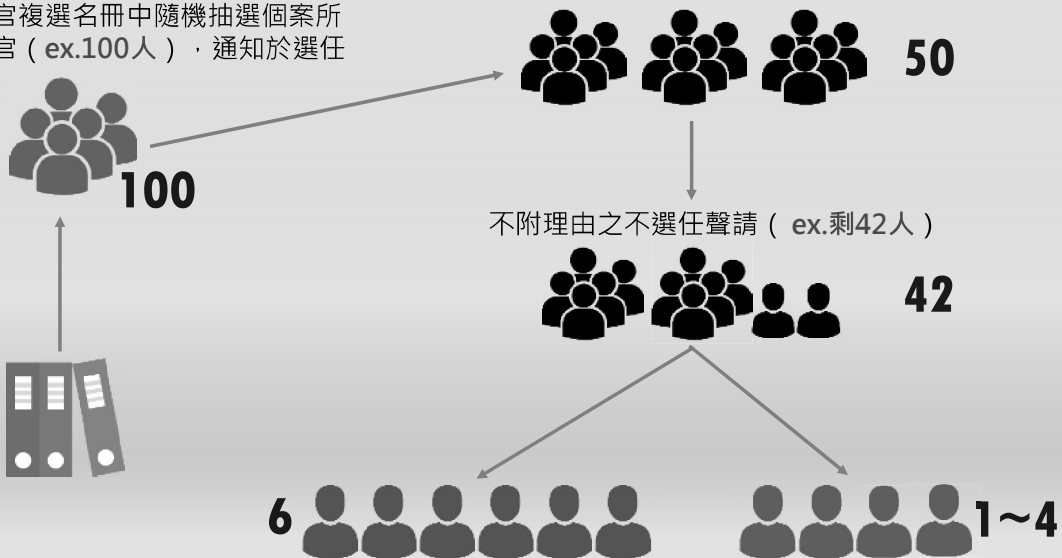 官複選名冊中隨機抽選個案所
官（ex.100人），通知於選任
50
100
不附理由之不選任聲請（ ex.剩42人）
42
6
1~4